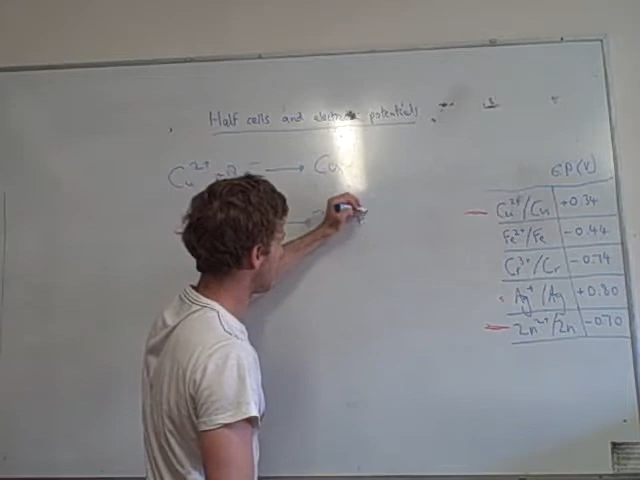 Half cells and electrode potentials
Cu²⁺ + 2e⁻ → Cu
→
E.P(V)
Cu²⁺/Cu +0.34
Fe²⁺/Fe -0.44
Cr³⁺/Cr -0.74
Ag⁺/Ag +0.80
Zn²⁺/Zn -0.70